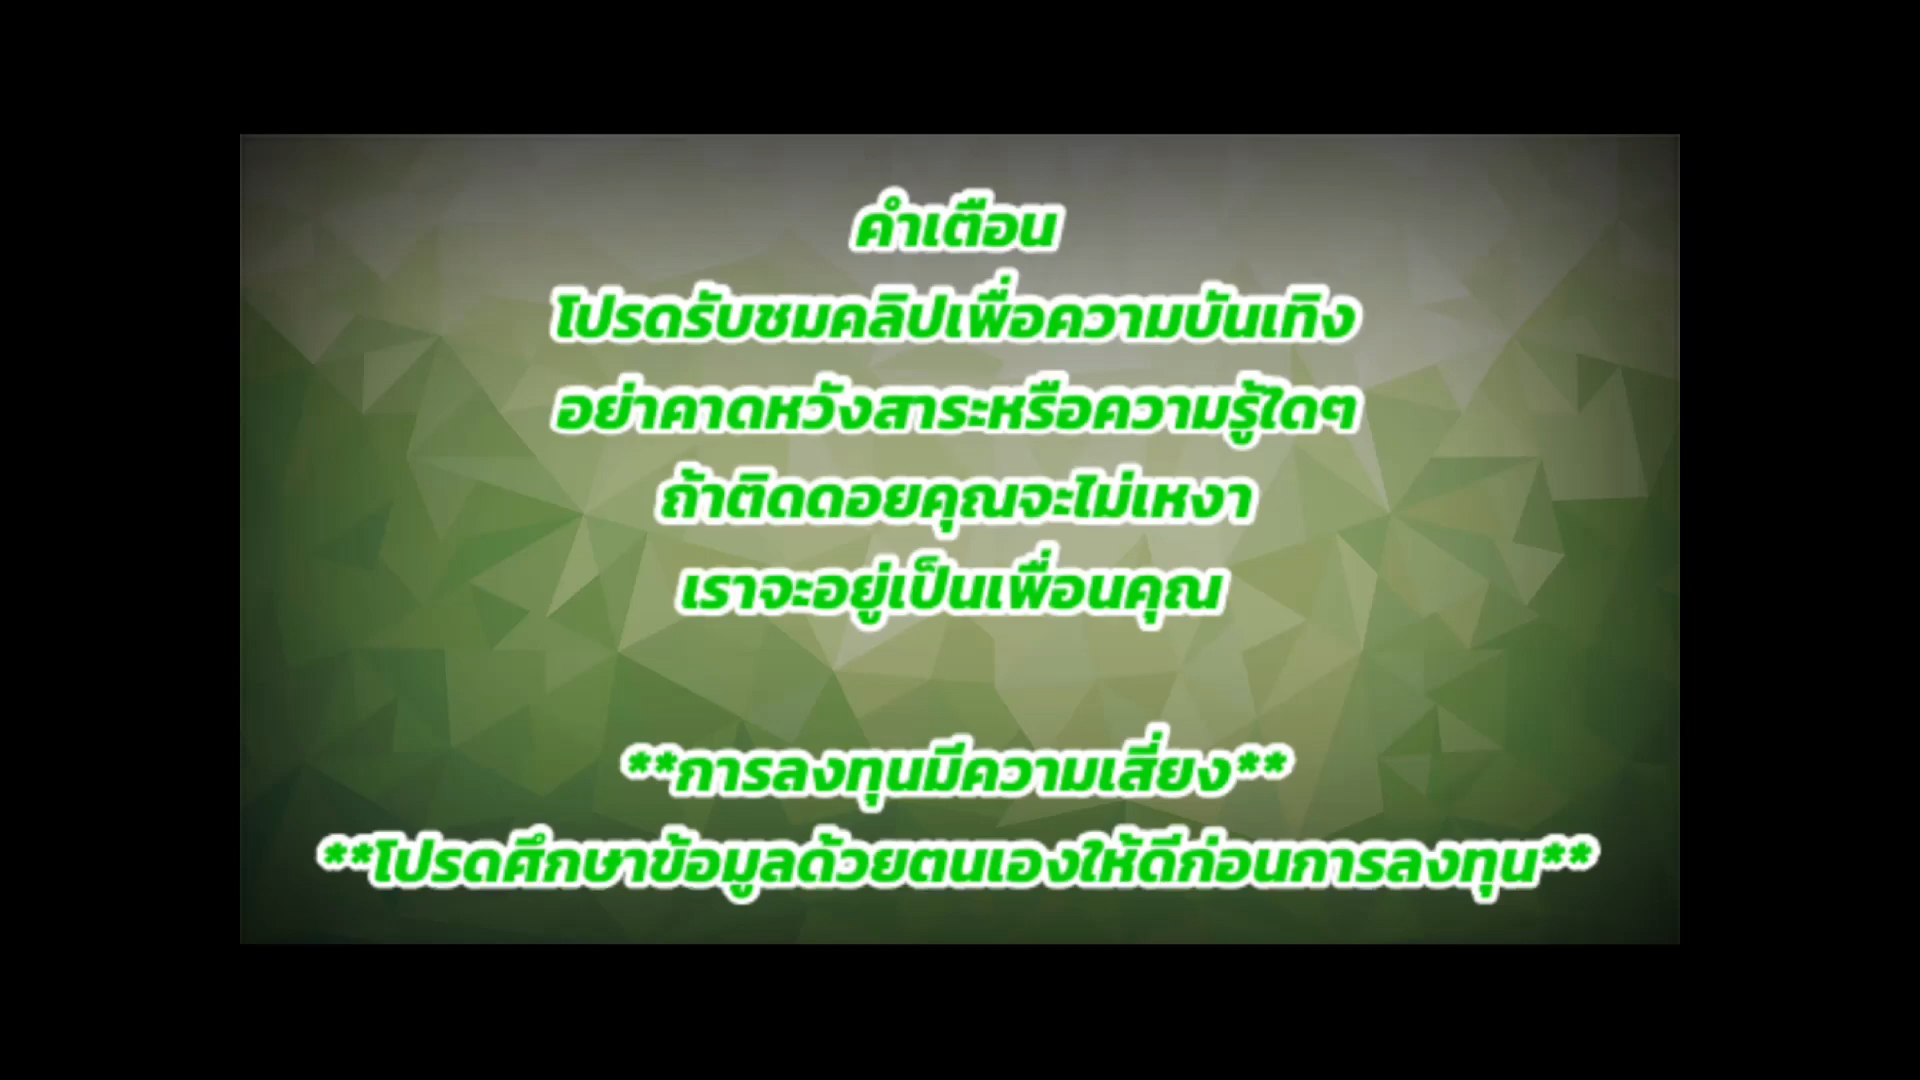 คำเตือน
โปรดรับชมคลิปเพื่อความบันเทิง
อย่าคาดหวังสาระหรือความรู้ใดๆ
ถ้าติดดอยคุณจะไม่เหงา
เราจะอยู่เป็นเพื่อนคุณ
**การลงทุนมีความเสี่ยง**
**โปรดศึกษาข้อมูลด้วยตนเองให้ดีก่อนการลงทุน**